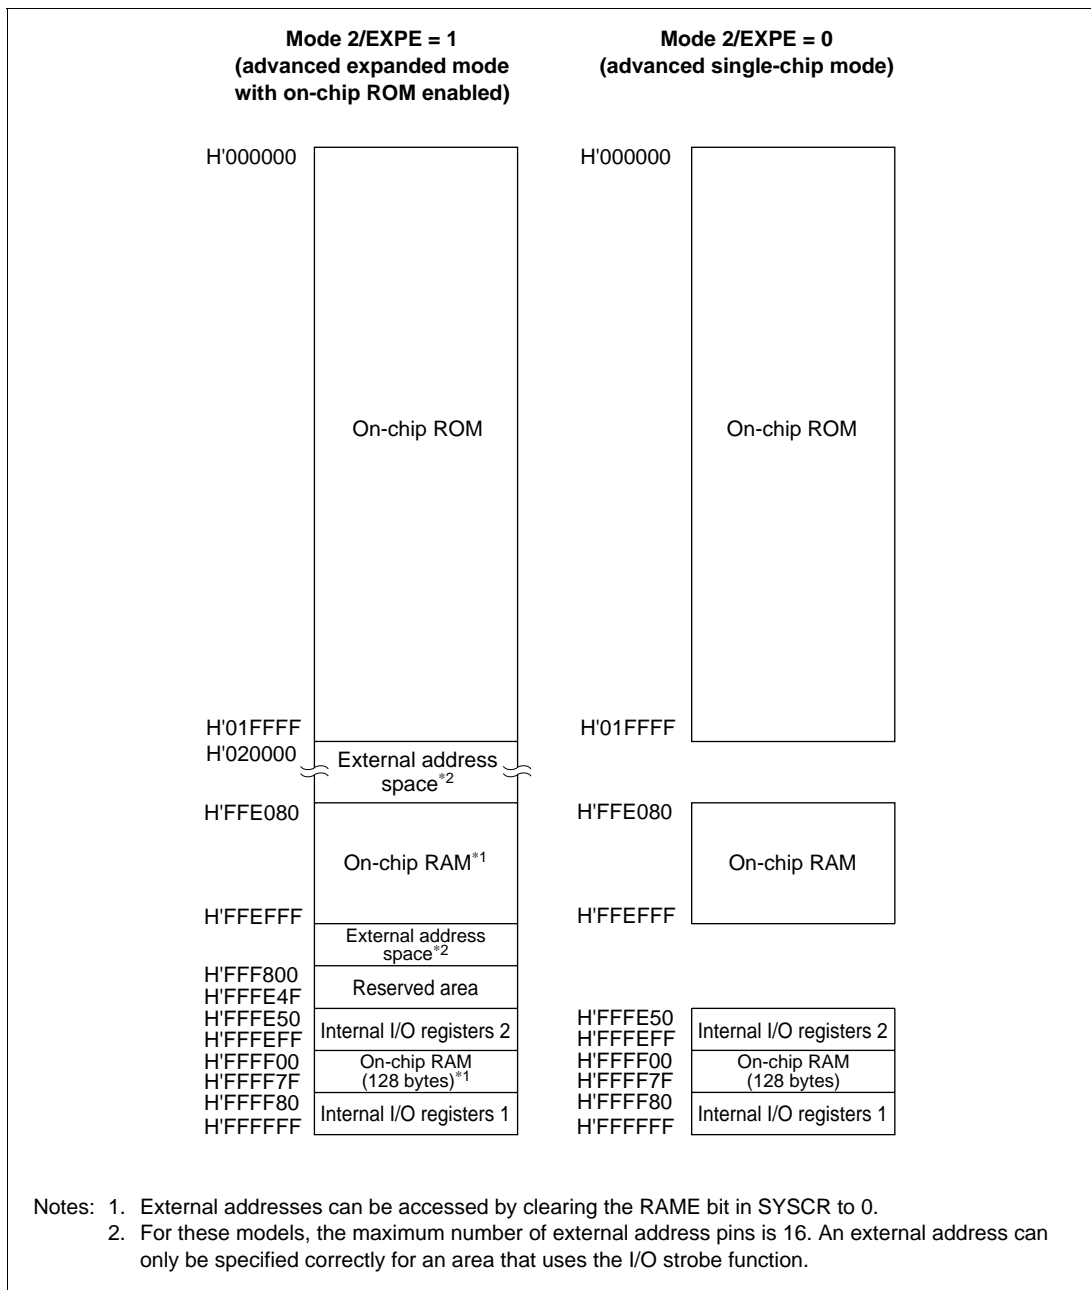 Mode 2/EXPE = 1
(advanced expanded mode
with on-chip ROM enabled)
H'000000
On-chip ROM
H'01FFFF
H'020000
External address
space*2
H'FFE080
On-chip RAM*1
H'FFEFFF
External address
space*2
H'FFF800
Reserved area
H'FFFE4F
H'FFFE50
Internal I/O registers 2
H'FFFEFF
H'FFFF00
On-chip RAM
(128 bytes)*1
H'FFFF7F
H'FFFF80
Internal I/O registers 1
H'FFFFFF
Mode 2/EXPE = 0
(advanced single-chip mode)
H'000000
On-chip ROM
H'01FFFF
H'FFE080
On-chip RAM
H'FFEFFF
H'FFFE50
Internal I/O registers 2
H'FFFEFF
H'FFFF00
On-chip RAM
(128 bytes)
H'FFFF7F
H'FFFF80
Internal I/O registers 1
H'FFFFFF
Notes: 1. External addresses can be accessed by clearing the RAME bit in SYSCR to 0.
2. For these models, the maximum number of external address pins is 16. An external address can
only be specified correctly for an area that uses the I/O strobe function.